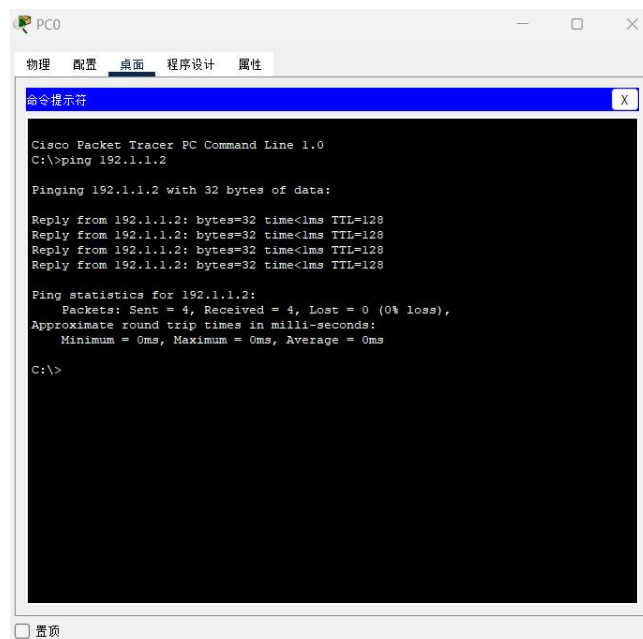 PC0
物理 配置 桌面 程序设计 属性
命令提示符
X
Cisco Packet Tracer PC Command Line 1.0
C:\>ping 192.1.1.2
Pinging 192.1.1.2 with 32 bytes of data:
Reply from 192.1.1.2: bytes=32 time<1ms TTL=128
Reply from 192.1.1.2: bytes=32 time<1ms TTL=128
Reply from 192.1.1.2: bytes=32 time<1ms TTL=128
Reply from 192.1.1.2: bytes=32 time<1ms TTL=128
Ping statistics for 192.1.1.2:
Packets: Sent = 4, Received = 4, Lost = 0 (0% loss),
Approximate round trip times in milli-seconds:
Minimum = 0ms, Maximum = 0ms, Average = 0ms
C:\>
置顶